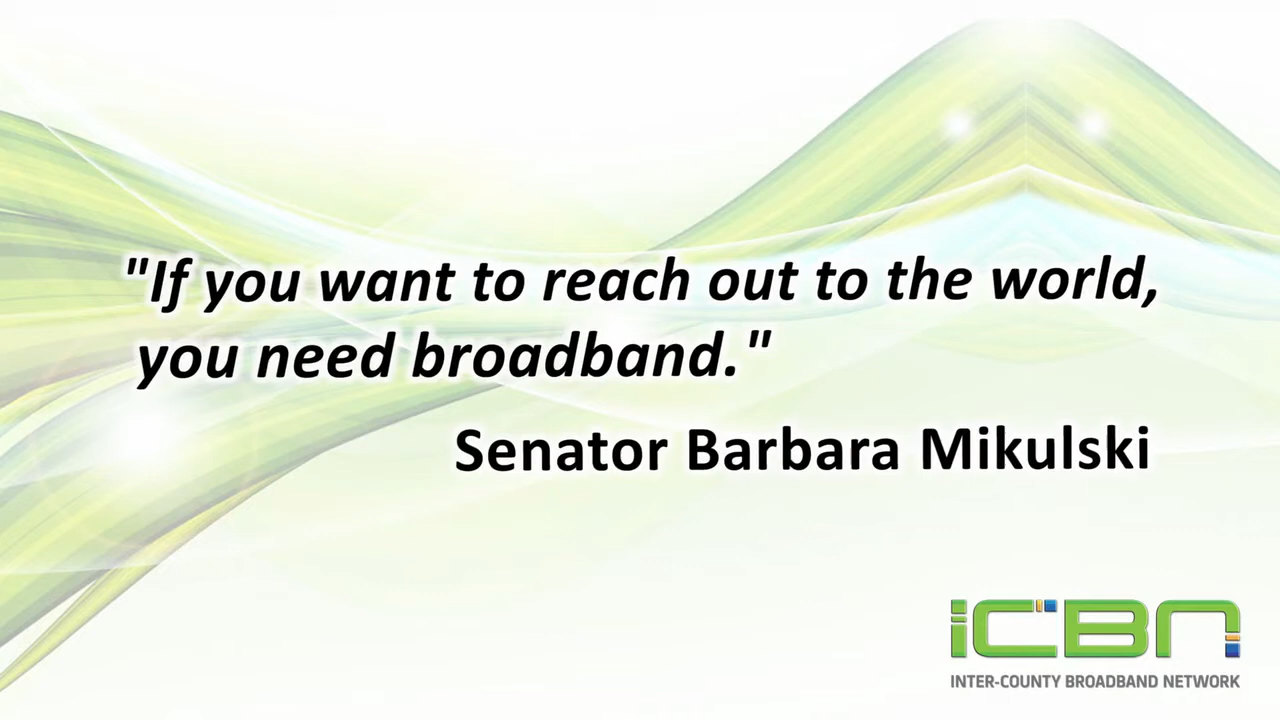 "If you want to reach out to the world,
you need broadband."
Senator Barbara Mikulski
iCBN
INTER-COUNTY BROADBAND NETWORK